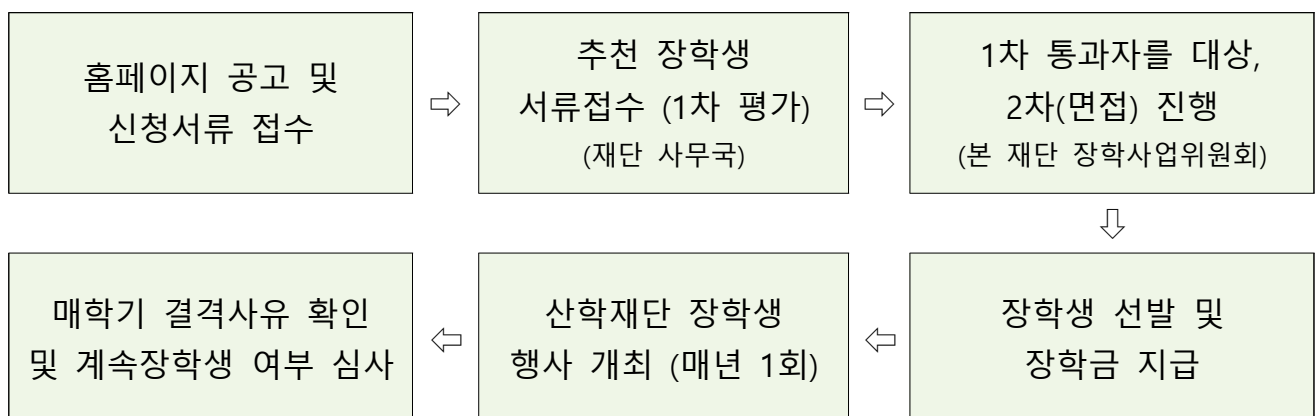 홈페이지 공고 및
신청서류 접수
⇨
추천 장학생
서류접수 (1차 평가)
(재단 사무국)
⇨
1차 통과자를 대상,
2차(면접) 진행
(본 재단 장학사업위원회)
⇩
장학생 선발 및
장학금 지급
⇦
산학재단 장학생
행사 개최 (매년 1회)
⇦
매학기 결격사유 확인
및 계속장학생 여부 심사